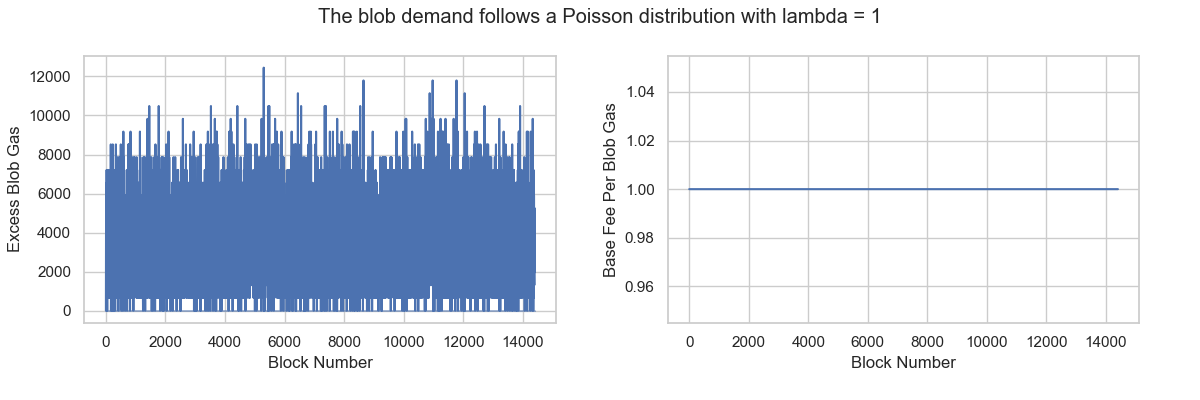 The blob demand follows a Poisson distribution with lambda = 1
Excess Blob Gas
12000
10000
8000
6000
4000
2000
0
0 2000 4000 6000 8000 10000 12000 14000
Block Number
Base Fee Per Blob Gas
1.04
1.02
1.00
0.98
0.96
0 2000 4000 6000 8000 10000 12000 14000
Block Number